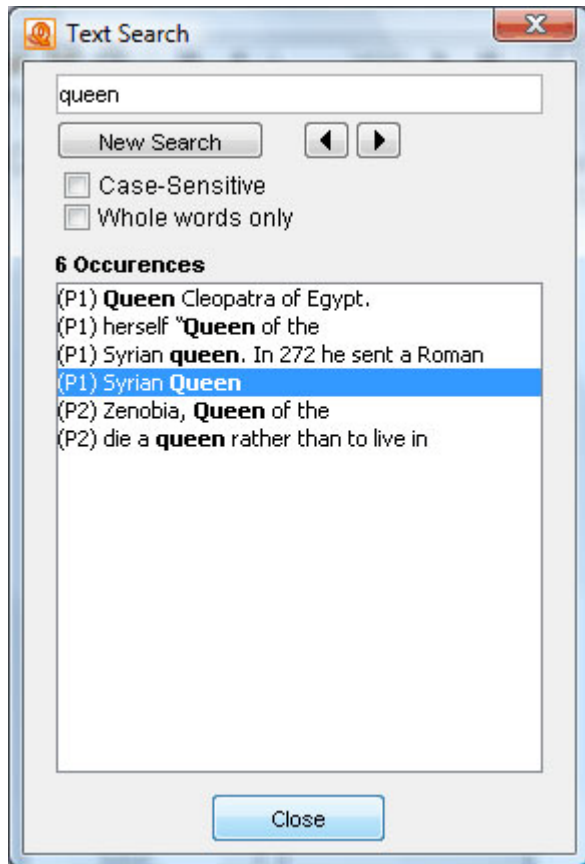 Text Search
queen
New Search
Case-Sensitive
Whole words only
6 Occurences
(P1) Queen Cleopatra of Egypt.
(P1) herself "Queen of the
(P1) Syrian queen. In 272 he sent a Roman
(P1) Syrian Queen
(P2) Zenobia, Queen of the
(P2) die a queen rather than to live in
Close